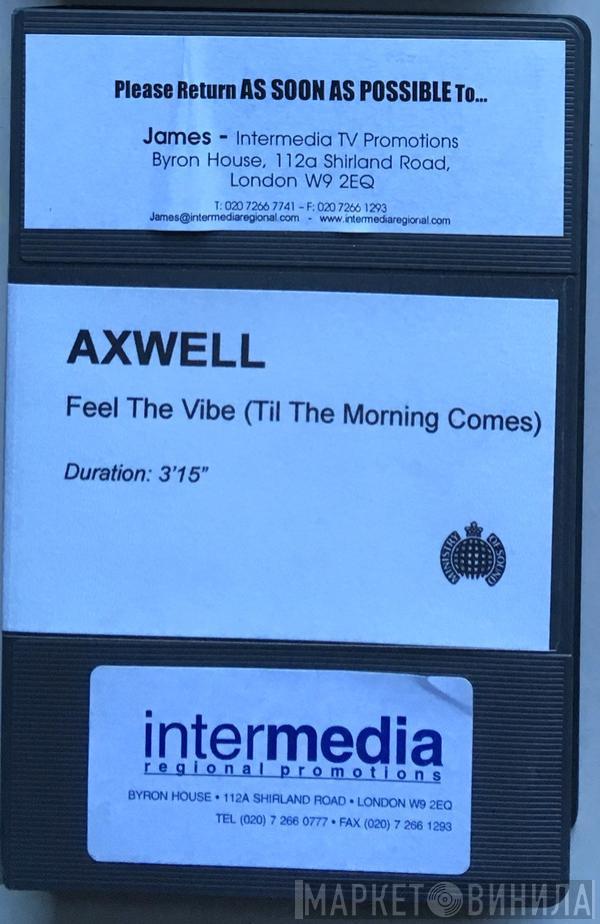 Please Return AS SOON AS POSSIBLE To...
James - Intermedia TV Promotions
Byron House, 112a Shirland Road,
London W9 2EQ
T: 020 7266 7741 – F: 020 7266 1293
James@intermediaregional.com - www.intermediaregional.com
AXWELL
Feel The Vibe (Til The Morning Comes)
Duration: 3'15"
MINISTRY OF SOUND
intermedia
regional promotions
BYRON HOUSE • 112A SHIRLAND ROAD • LONDON W9 2EQ
TEL (020) 7 266 0777 • FAX (020) 7 266 1293
МАРКЕТ ВИНИЛА